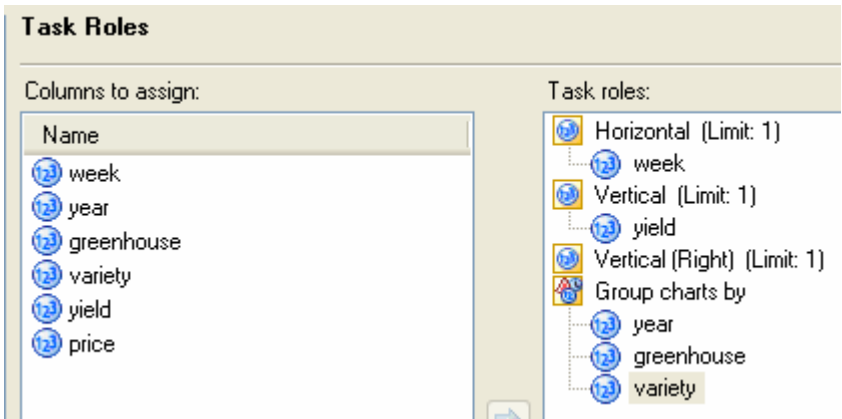 Task Roles
Columns to assign:
Name
week
year
greenhouse
variety
yield
price
Task roles:
Horizontal (Limit: 1)
week
Vertical (Limit: 1)
yield
Vertical (Right) (Limit: 1)
Group charts by
year
greenhouse
variety